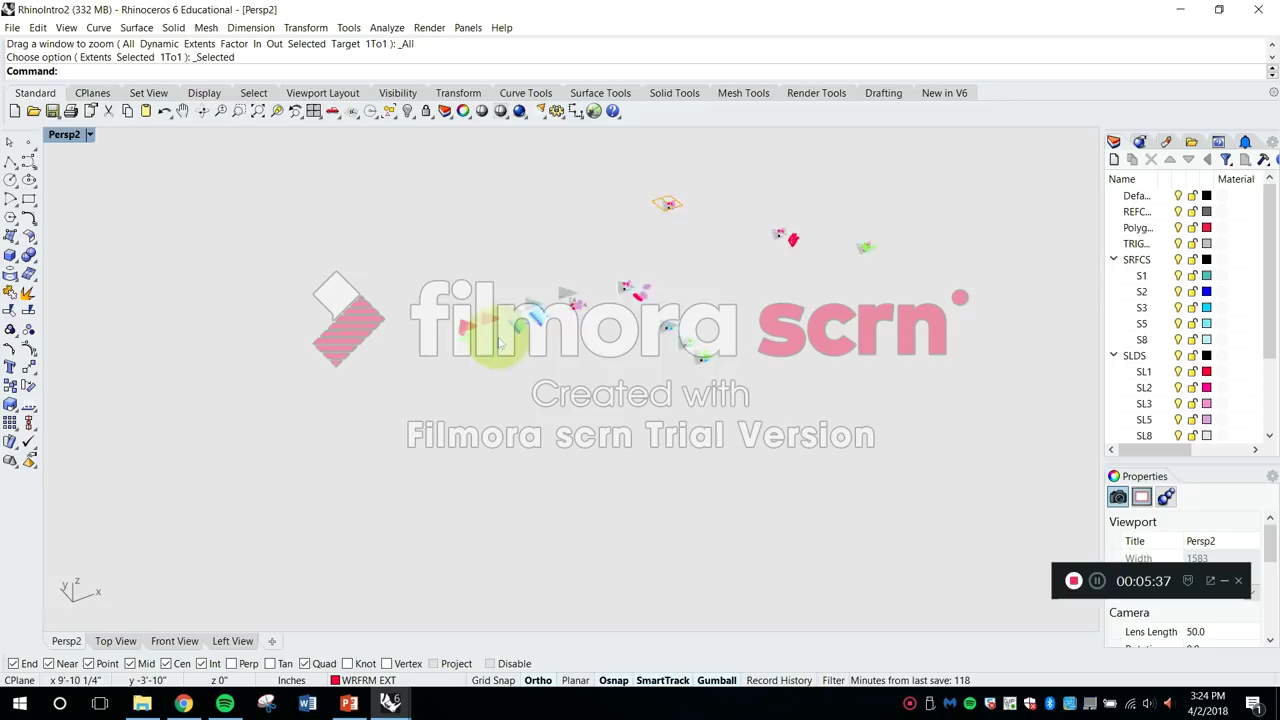 RhinoIntro2 (332 MB) - Rhinoceros 6 Educational - [Persp2]
File Edit View Curve Surface Solid Mesh Dimension Transform Tools Analyze Render Panels Help
Drag a window to zoom ( All Dynamic Extents Factor In Out Selected Target 1To1 ): _All
Choose option ( Extents Selected 1To1 ): _Selected
Command:
Standard CPlanes Set View Display Select Viewport Layout Visibility Transform Curve Tools Surface Tools Solid Tools Mesh Tools Render Tools Drafting New in V6
Persp2
Name Material
Defa...
REFC...
Polyg...
TRIG...
SRFCS
S1
S2
S3
S5
S8
SLDS
SL1
SL2
SL3
SL5
SL8
filmora scrn
Created with
Filmora scrn Trial Version
Properties
Viewport
Title Persp2
Width 1583
00:05:37
Camera
Lens Length 50.0
z
y
x
Persp2 Top View Front View Left View
End Near Point Mid Cen Int Perp Tan Quad Knot Vertex Project Disable
CPlane x 9'-10 1/4" y -3'-10" z 0" Inches WRFRM EXT Grid Snap Ortho Planar Osnap SmartTrack Gumball Record History Filter Minutes from last save: 118
3:24 PM
4/2/2018